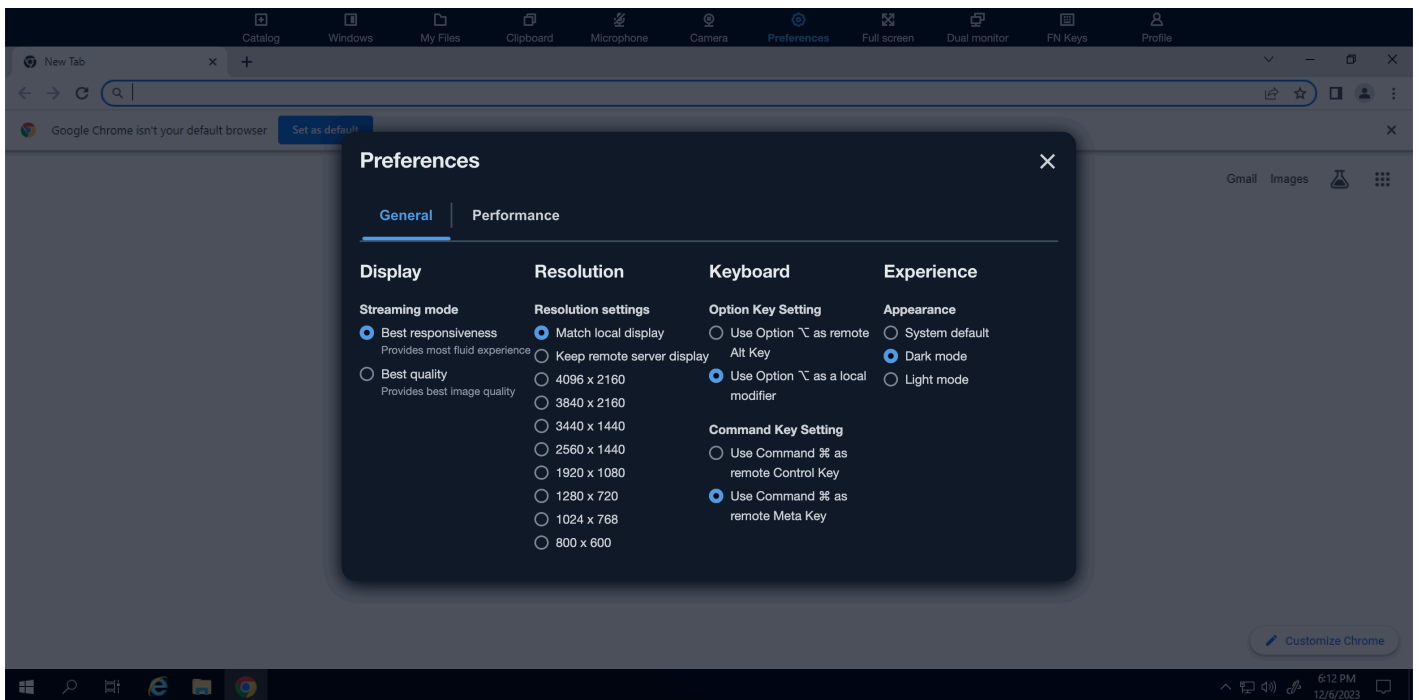 Catalog
Windows
My Files
Clipboard
Microphone
Camera
Preferences
Full screen
Dual monitor
FN Keys
Profile
New Tab
Google Chrome isn't your default browser
Set as default
Gmail
Images
Preferences
General
Performance
Display
Streaming mode
Best responsiveness
Provides most fluid experience
Best quality
Provides best image quality
Resolution
Resolution settings
Match local display
Keep remote server display
4096 x 2160
3840 x 2160
3440 x 1440
2560 x 1440
1920 x 1080
1280 x 720
1024 x 768
800 x 600
Keyboard
Option Key Setting
Use Option ⌥ as remote
Alt Key
Use Option ⌥ as a local
modifier
Command Key Setting
Use Command ⌘ as
remote Control Key
Use Command ⌘ as
remote Meta Key
Experience
Appearance
System default
Dark mode
Light mode
Customize Chrome
6:12 PM
12/6/2023